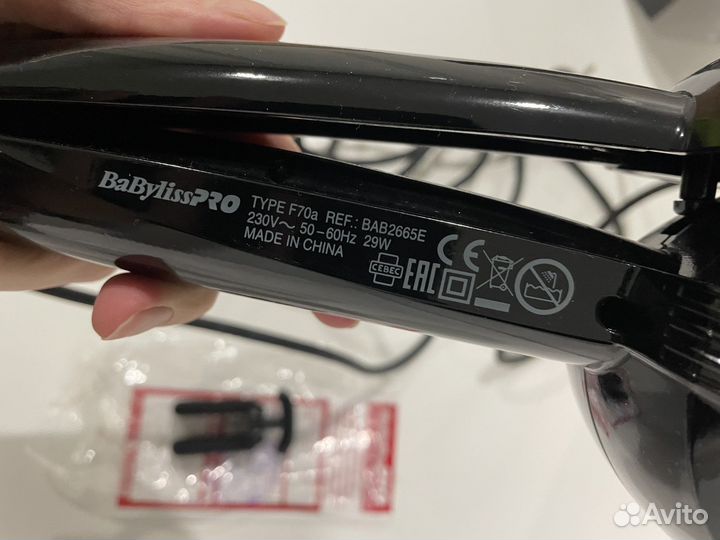 BaBylissPRO TYPE F70a REF.: BAB2665E
230V~ 50-60Hz 29W
MADE IN CHINA
CEBEC EAC CE
Avito